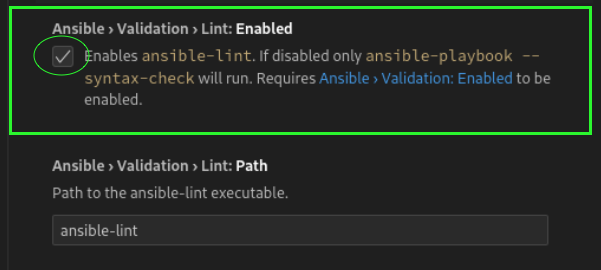 Ansible › Validation › Lint: Enabled
Enables ansible-lint. If disabled only ansible-playbook --
syntax-check will run. Requires Ansible › Validation: Enabled to be
enabled.
Ansible › Validation › Lint: Path
Path to the ansible-lint executable.
ansible-lint